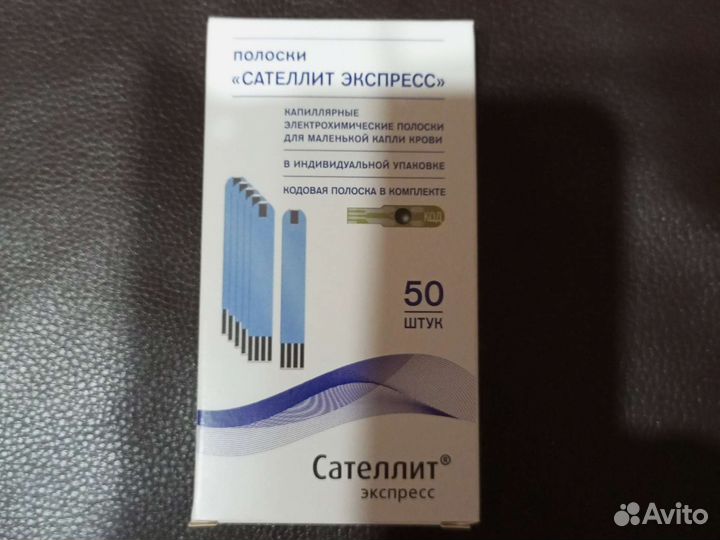 ПОЛОСКИ
«САТЕЛЛИТ ЭКСПРЕСС»
КАПИЛЛЯРНЫЕ
ЭЛЕКТРОХИМИЧЕСКИЕ ПОЛОСКИ
ДЛЯ МАЛЕНЬКОЙ КАПЛИ КРОВИ
В ИНДИВИДУАЛЬНОЙ УПАКОВКЕ
КОДОВАЯ ПОЛОСКА В КОМПЛЕКТЕ
КОД
50
ШТУК
Сателлит®
экспресс
Avito